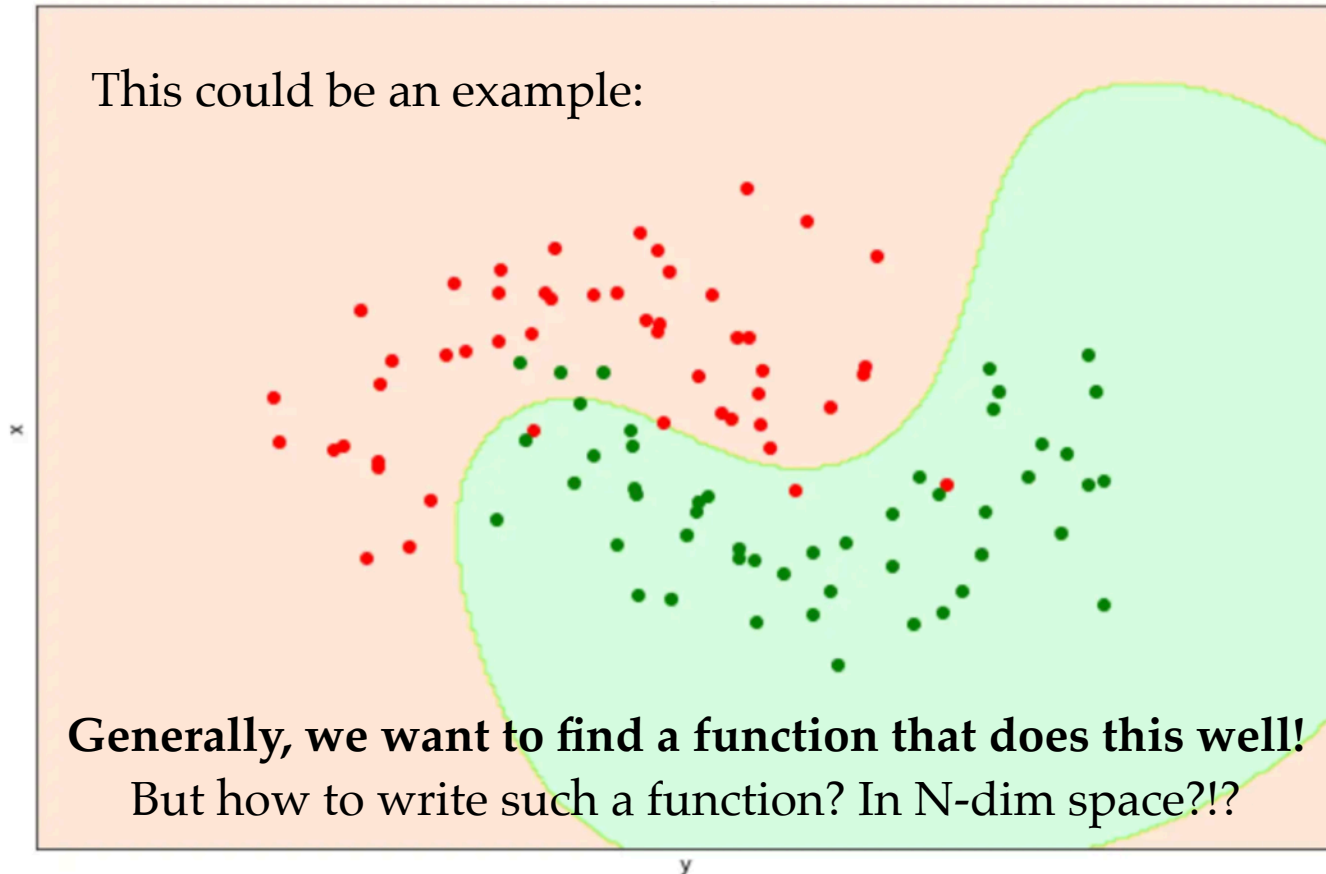 This could be an example:
x
Generally, we want to find a function that does this well!
But how to write such a function? In N-dim space?!?
y